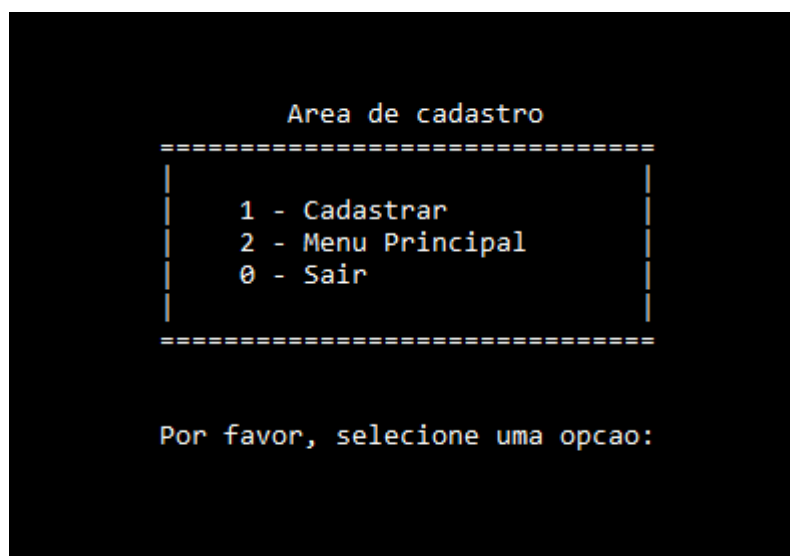 Area de cadastro
===============================
|                             |
|    1 - Cadastrar            |
|    2 - Menu Principal       |
|    0 - Sair                 |
|                             |
===============================
Por favor, selecione uma opcao: